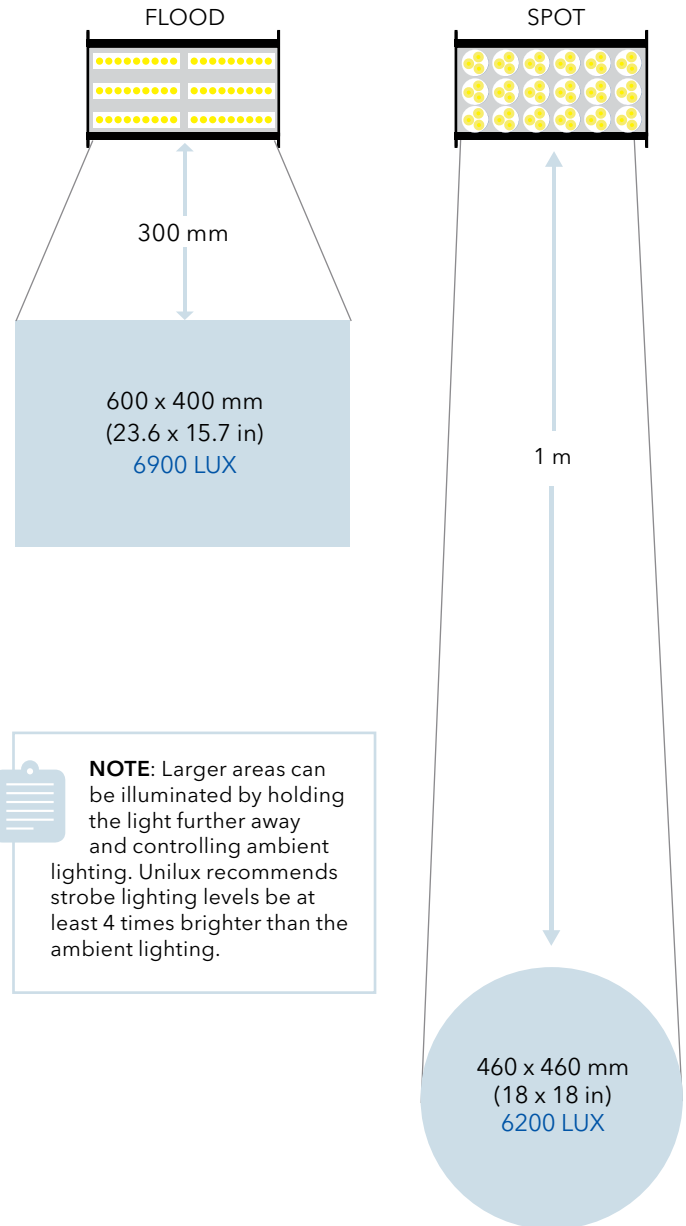 FLOOD
300 mm
600 x 400 mm
(23.6 x 15.7 in)
6900 LUX
NOTE: Larger areas can
be illuminated by holding
the light further away
and controlling ambient
lighting. Unilux recommends
strobe lighting levels be at
least 4 times brighter than the
ambient lighting.
SPOT
1 m
460 x 460 mm
(18 x 18 in)
6200 LUX